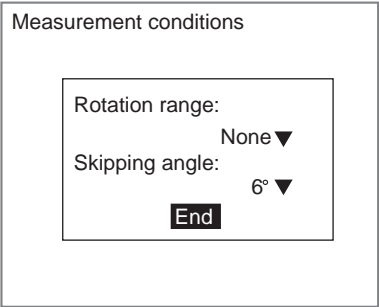 Measurement conditions
Rotation range:
None▼
Skipping angle:
6° ▼
End